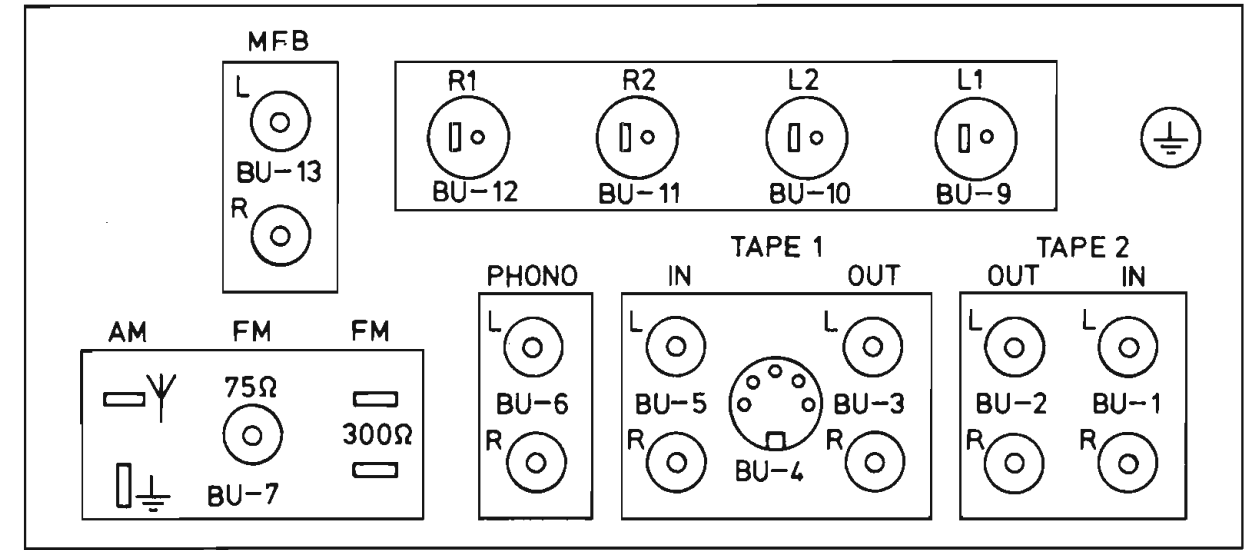 MFB
L
BU-13
R
R1 R2 L2 L1
BU-12 BU-11 BU-10 BU-9
TAPE 1 TAPE 2
PHONO IN OUT OUT IN
AM FM FM
75Ω
300Ω
BU-7
L L L L L
BU-6 BU-5 BU-3 BU-2 BU-1
R R R R R
BU-4